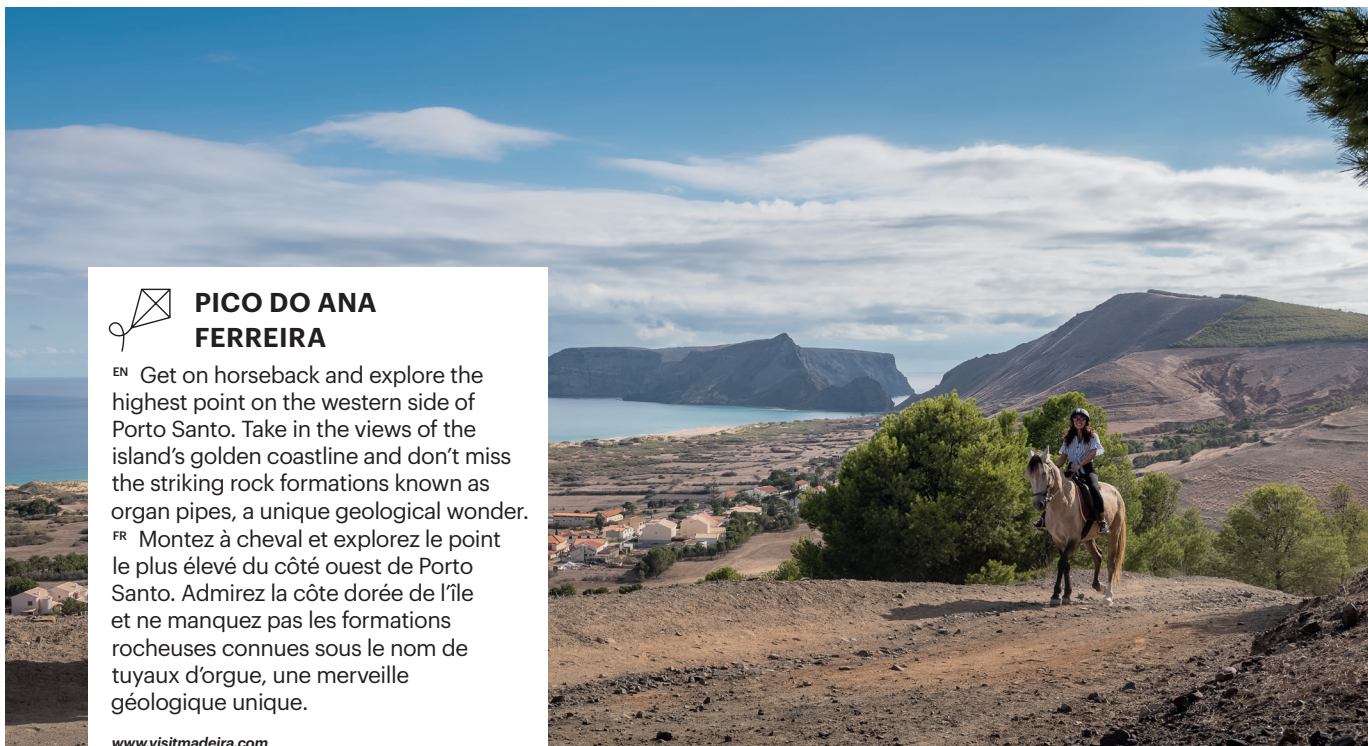 PICO DO ANA
FERREIRA
EN Get on horseback and explore the
highest point on the western side of
Porto Santo. Take in the views of the
island’s golden coastline and don’t miss
the striking rock formations known as
organ pipes, a unique geological wonder.
FR Montez à cheval et explorez le point
le plus élevé du côté ouest de Porto
Santo. Admirez la côte dorée de l’île
et ne manquez pas les formations
rocheuses connues sous le nom de
tuyaux d’orgue, une merveille
géologique unique.
www.visitmadeira.com